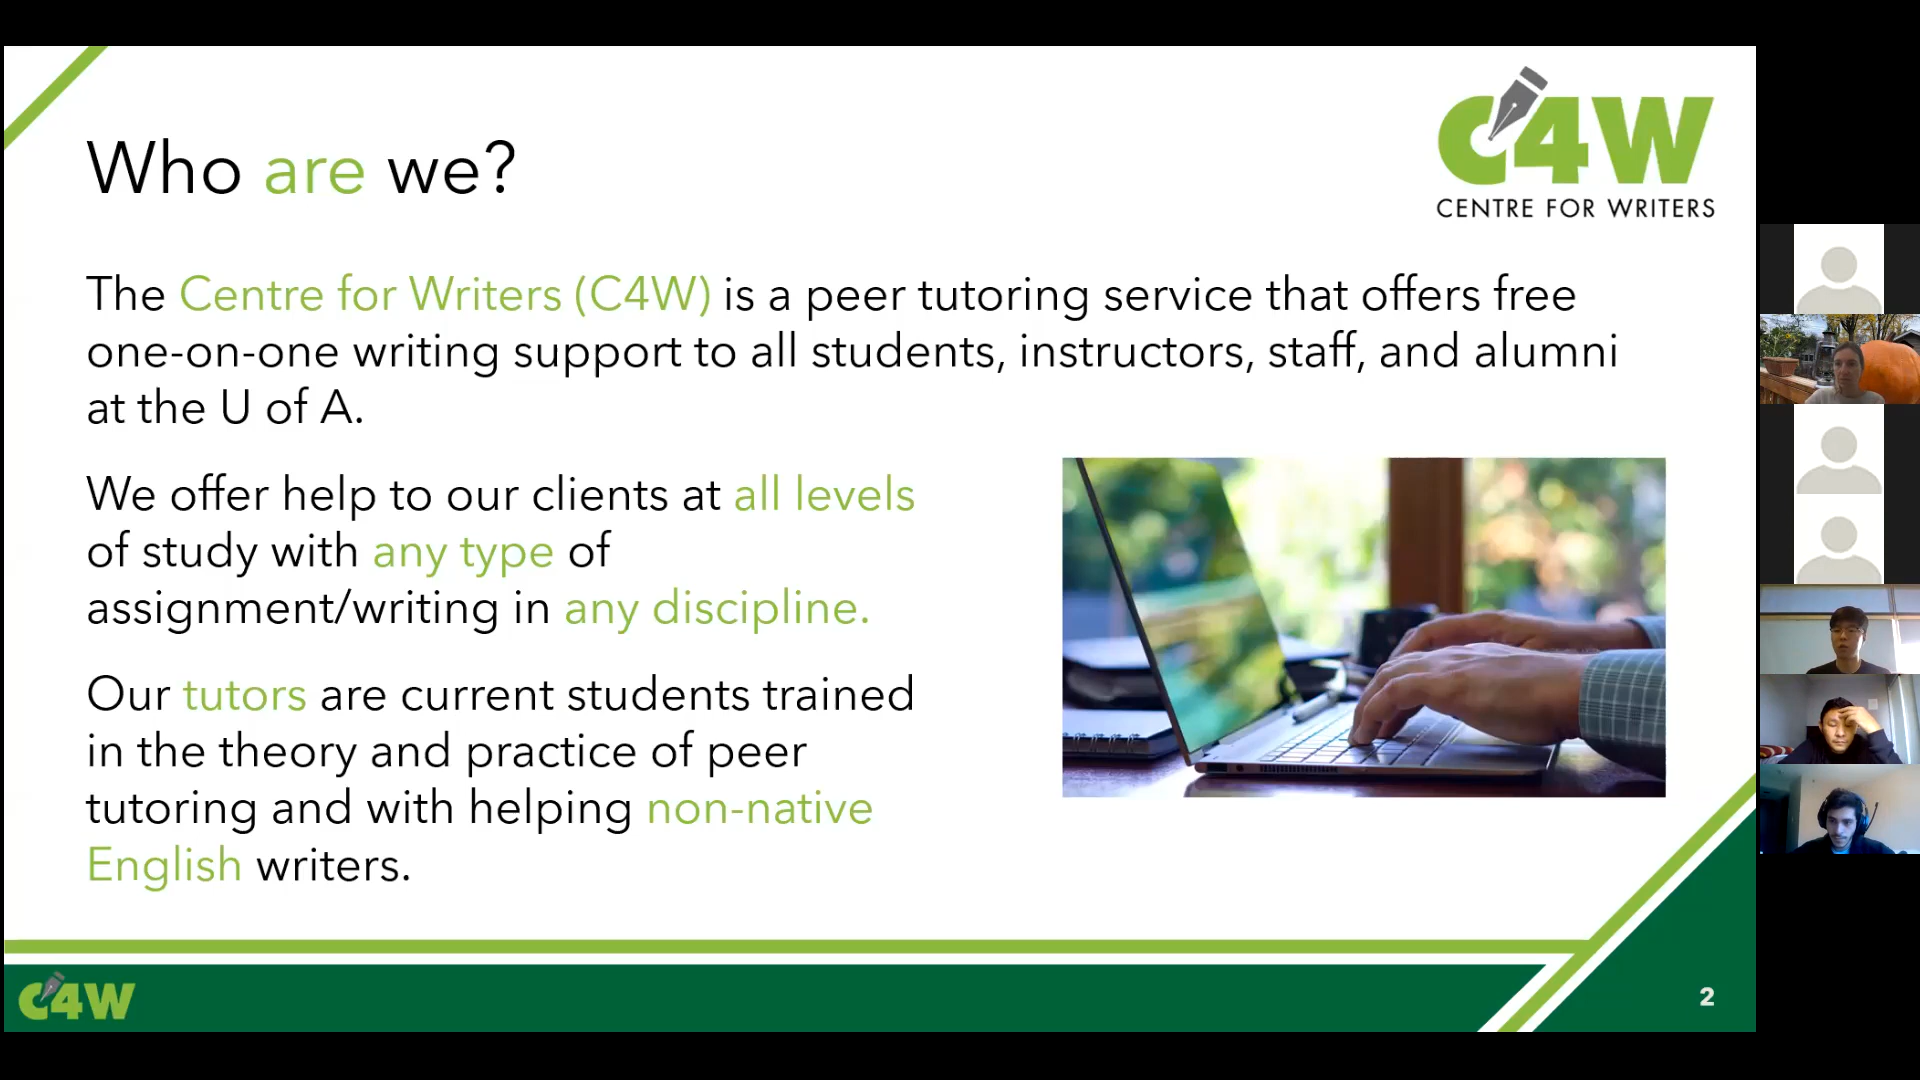 C4W
CENTRE FOR WRITERS
Who are we?
The Centre for Writers (C4W) is a peer tutoring service that offers free
one-on-one writing support to all students, instructors, staff, and alumni
at the U of A.
We offer help to our clients at all levels
of study with any type of
assignment/writing in any discipline.
Our tutors are current students trained
in the theory and practice of peer
tutoring and with helping non-native
English writers.
C4W
2